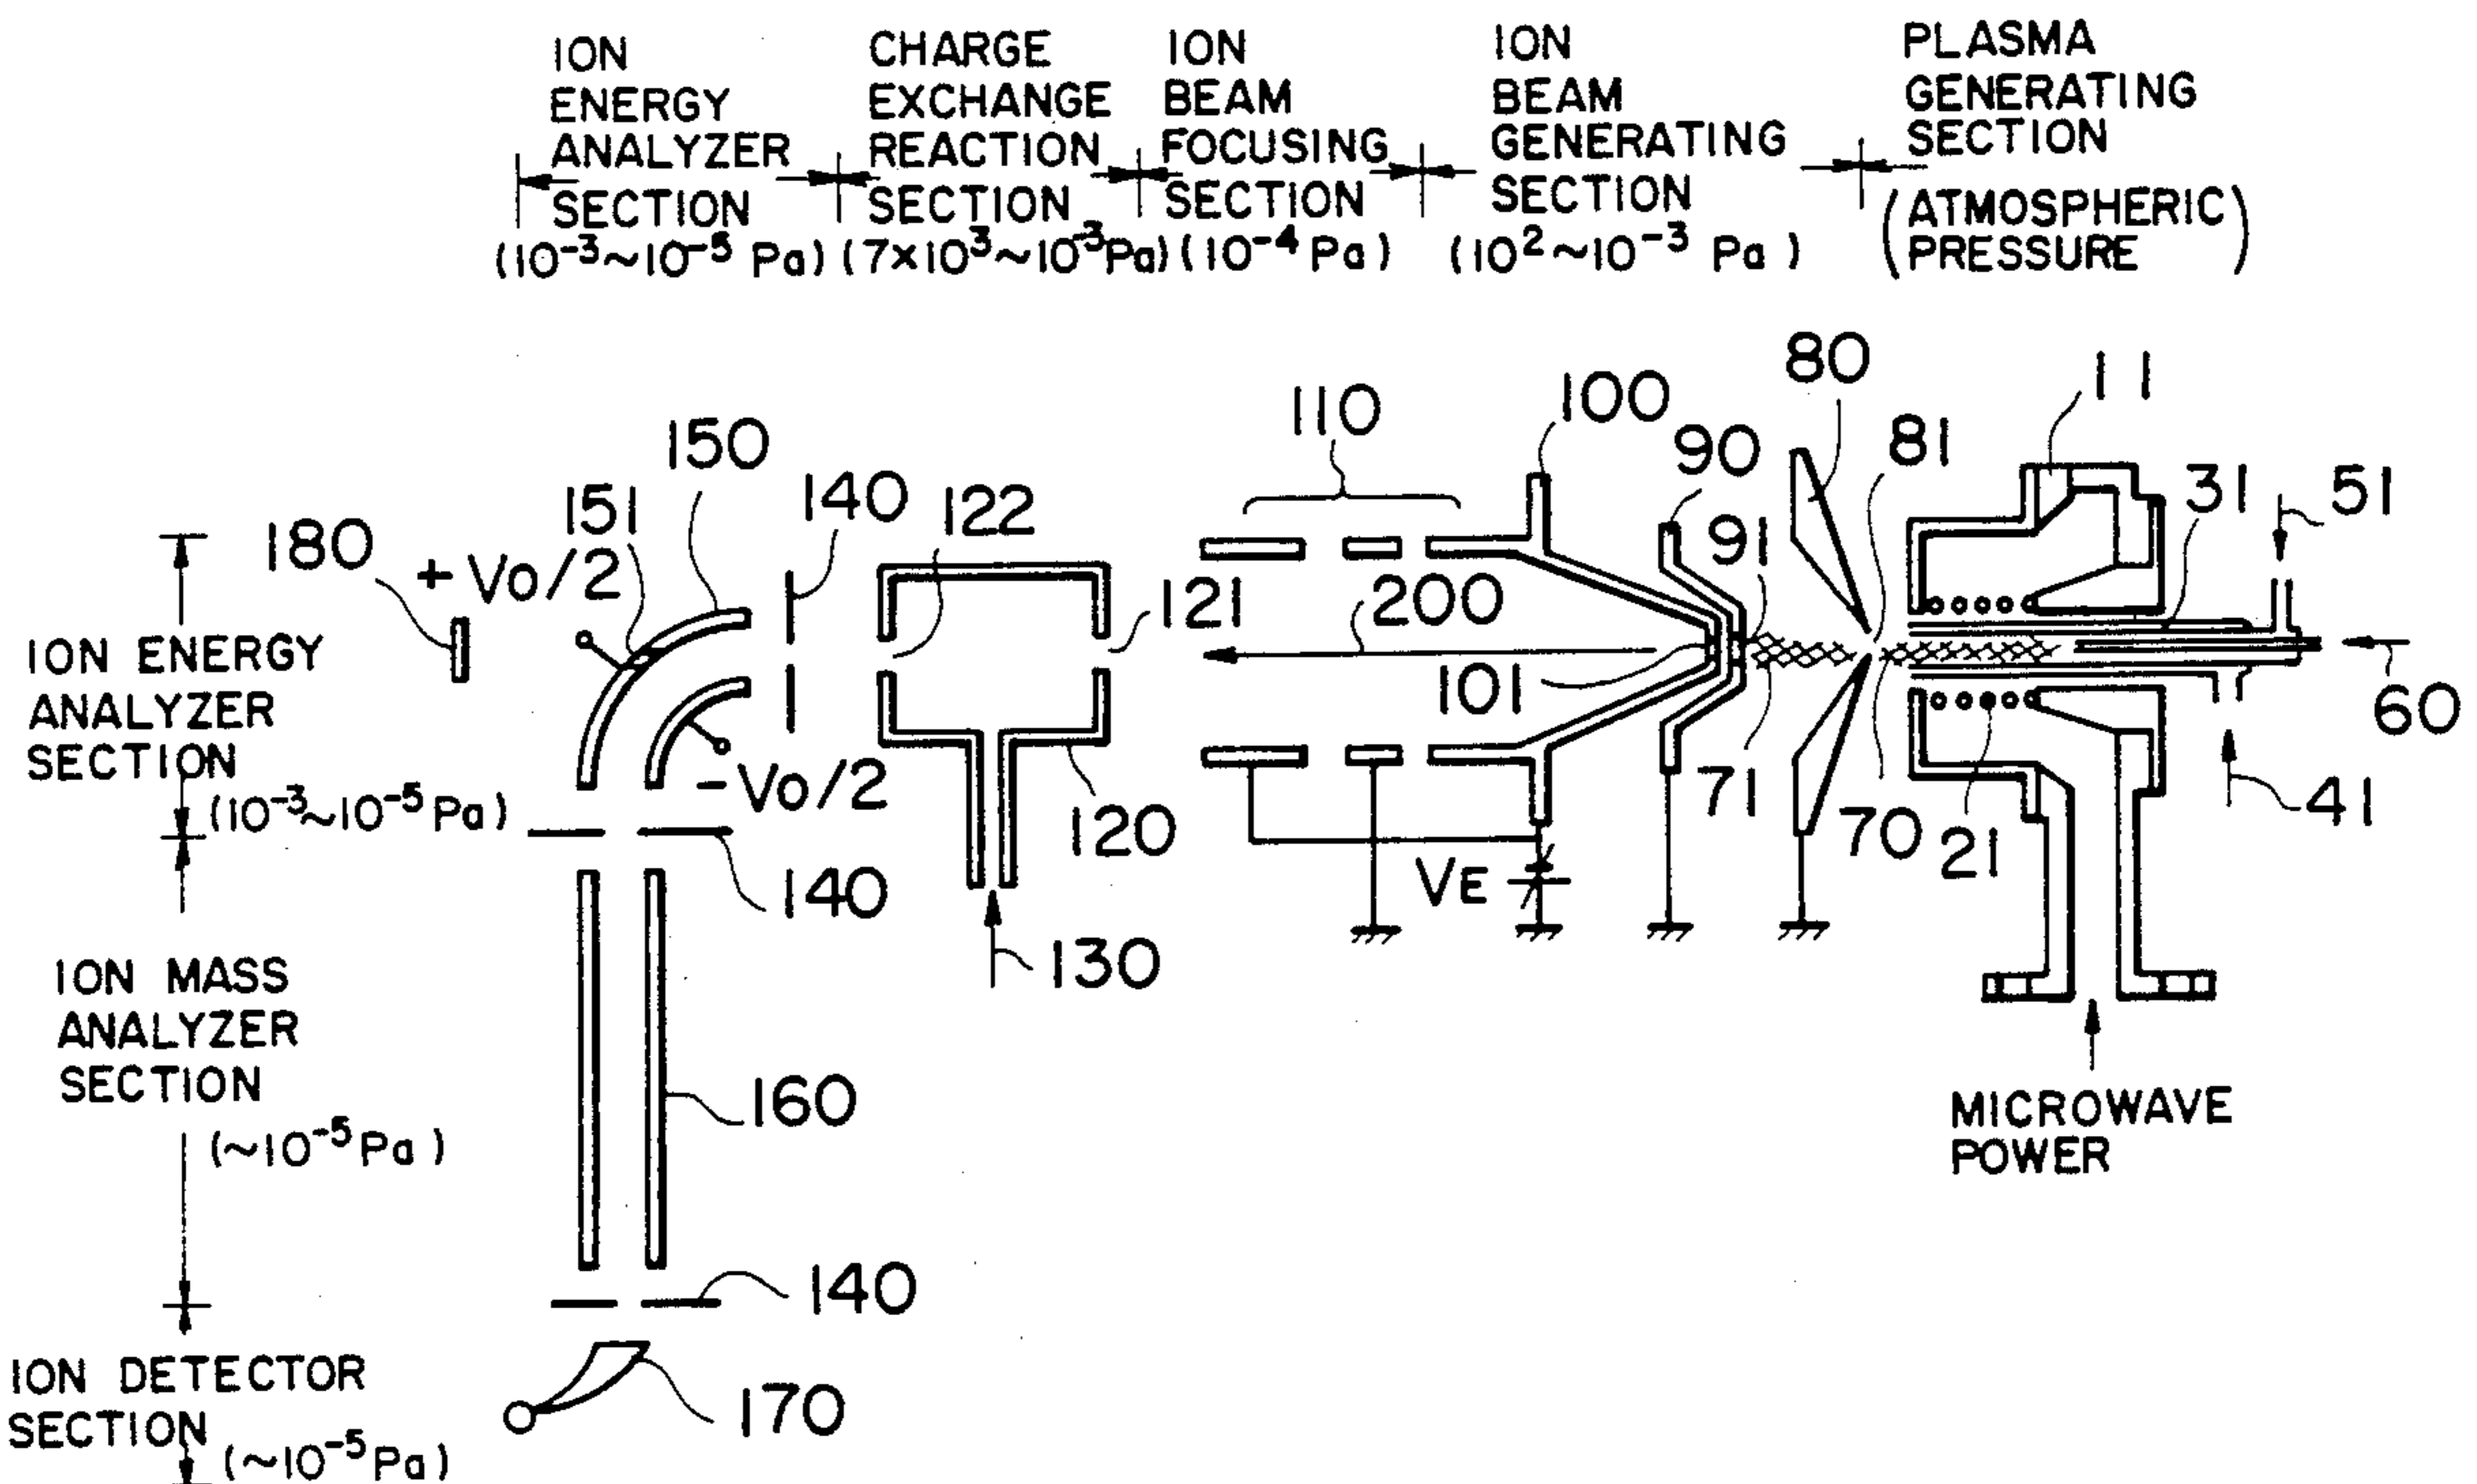 ION
ENERGY
ANALYZER
SECTION
(10⁻³~10⁻⁵ Pa)
CHARGE
EXCHANGE
REACTION
SECTION
(7×10³~10⁻³Pa)
ION
BEAM
FOCUSING
SECTION
(10⁻⁴ Pa)
ION
BEAM
GENERATING
SECTION
(10²~10⁻³ Pa)
PLASMA
GENERATING
SECTION
(ATMOSPHERIC
PRESSURE)
80
11
100
110
90
81
150
140
31
51
151
122
180
+Vo/2
91
121
200
ION ENERGY
ANALYZER
SECTION
(10⁻³~10⁻⁵ Pa)
101
60
-Vo/2
71
41
120
70
21
VE
140
130
ION MASS
ANALYZER
SECTION
(~10⁻⁵ Pa)
160
MICROWAVE
POWER
140
ION DETECTOR
SECTION
(~10⁻⁵ Pa)
170